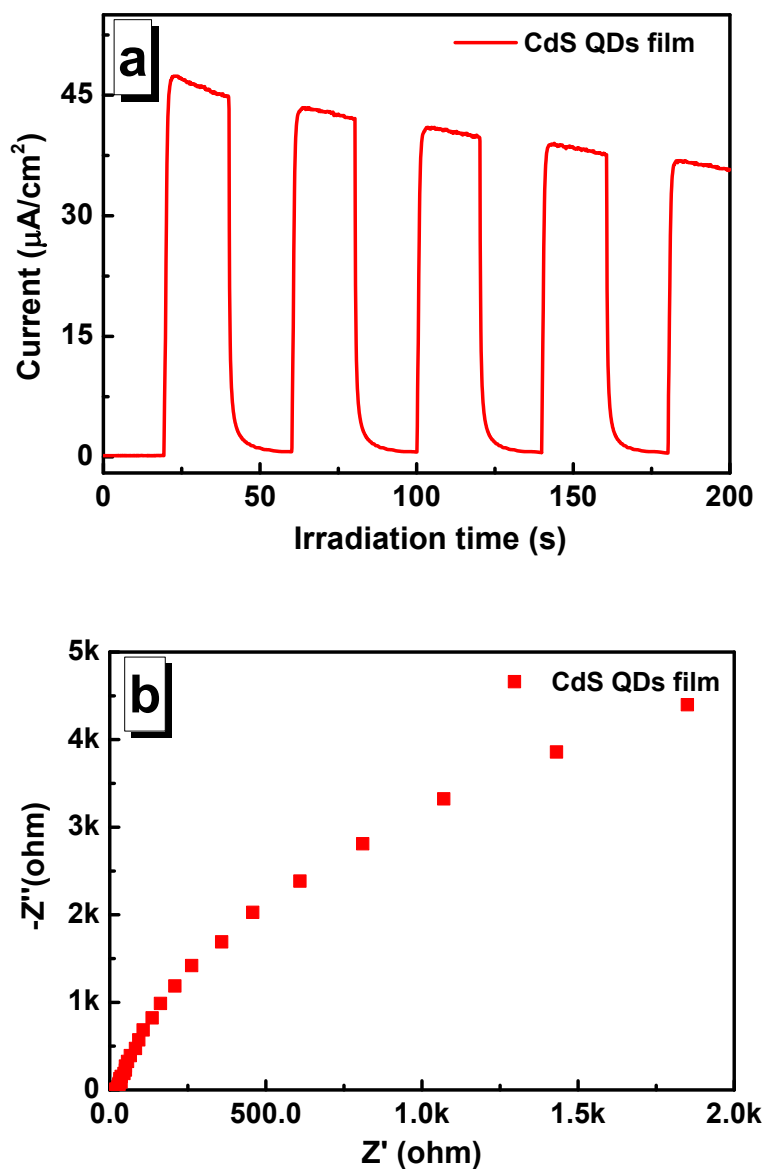 a
CdS QDs film
45
30
15
0
Current (μA/cm²)
0 50 100 150 200
Irradiation time (s)
b
CdS QDs film
5k
4k
3k
2k
1k
0
-Z''(ohm)
0.0 500.0 1.0k 1.5k 2.0k
Z' (ohm)